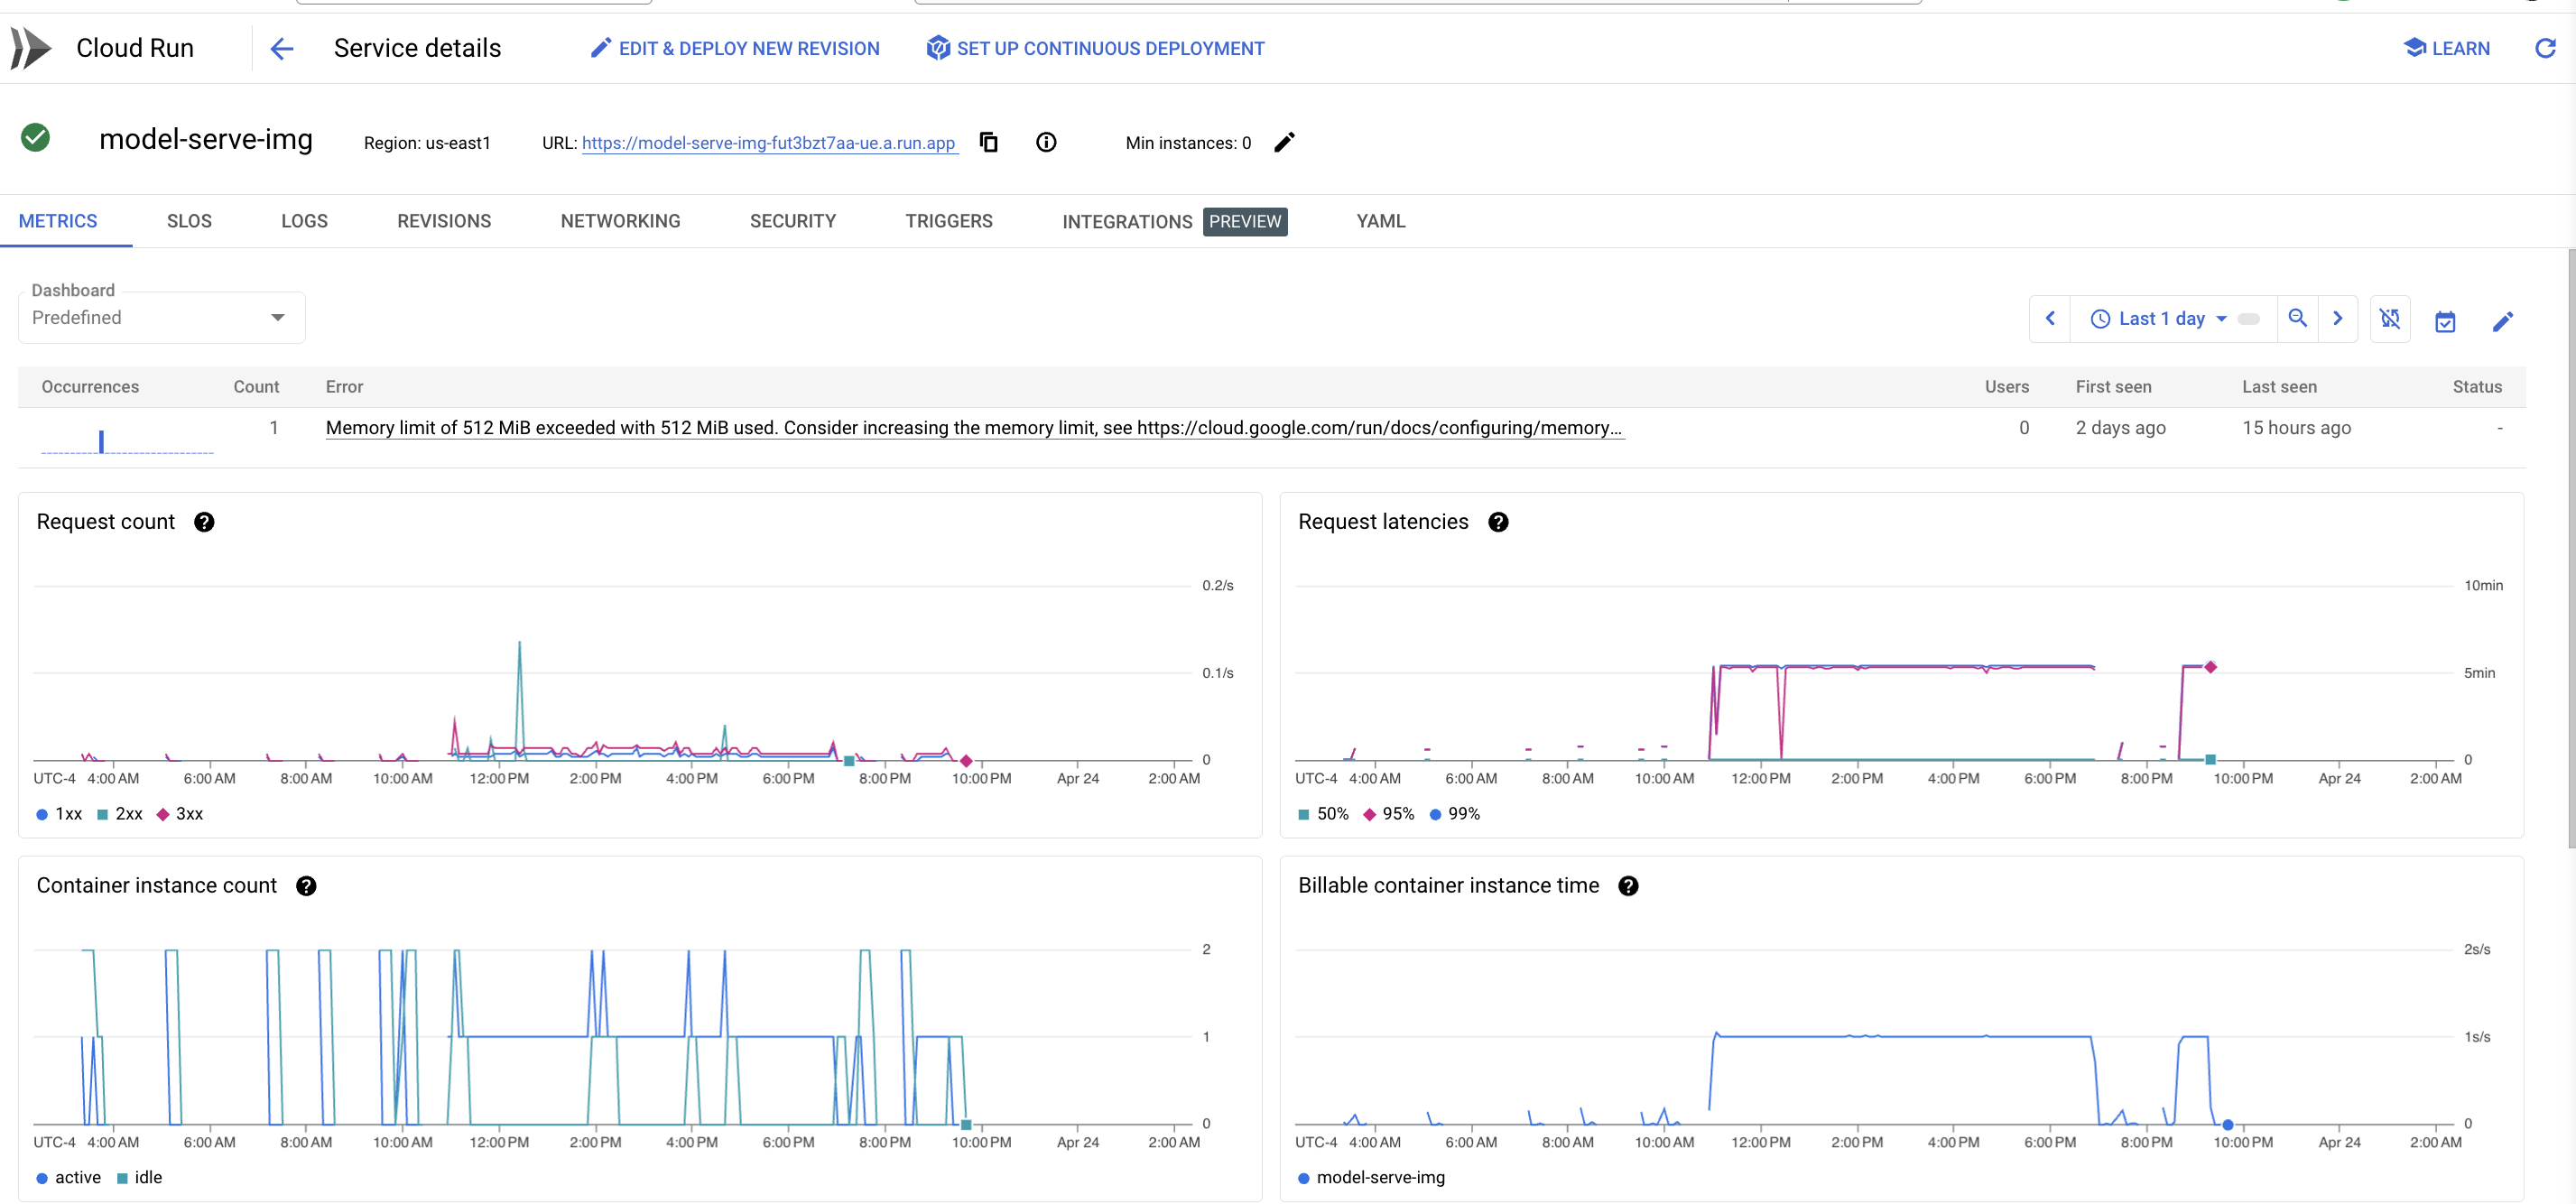 Cloud Run
Service details
EDIT & DEPLOY NEW REVISION
SET UP CONTINUOUS DEPLOYMENT
LEARN
model-serve-img
Region: us-east1
URL: https://model-serve-img-fut3bzt7aa-ue.a.run.app
Min instances: 0
METRICS
SLOS
LOGS
REVISIONS
NETWORKING
SECURITY
TRIGGERS
INTEGRATIONS PREVIEW
YAML
Dashboard
Predefined
Last 1 day
Occurrences Count Error Users First seen Last seen Status
1 Memory limit of 512 MiB exceeded with 512 MiB used. Consider increasing the memory limit, see https://cloud.google.com/run/docs/configuring/memory… 0 2 days ago 15 hours ago -
Request count
0.2/s
0.1/s
0
UTC-4 4:00 AM 6:00 AM 8:00 AM 10:00 AM 12:00 PM 2:00 PM 4:00 PM 6:00 PM 8:00 PM 10:00 PM Apr 24 2:00 AM
1xx 2xx 3xx
Request latencies
10min
5min
0
UTC-4 4:00 AM 6:00 AM 8:00 AM 10:00 AM 12:00 PM 2:00 PM 4:00 PM 6:00 PM 8:00 PM 10:00 PM Apr 24 2:00 AM
50% 95% 99%
Container instance count
2
1
0
UTC-4 4:00 AM 6:00 AM 8:00 AM 10:00 AM 12:00 PM 2:00 PM 4:00 PM 6:00 PM 8:00 PM 10:00 PM Apr 24 2:00 AM
active idle
Billable container instance time
2s/s
1s/s
0
UTC-4 4:00 AM 6:00 AM 8:00 AM 10:00 AM 12:00 PM 2:00 PM 4:00 PM 6:00 PM 8:00 PM 10:00 PM Apr 24 2:00 AM
model-serve-img